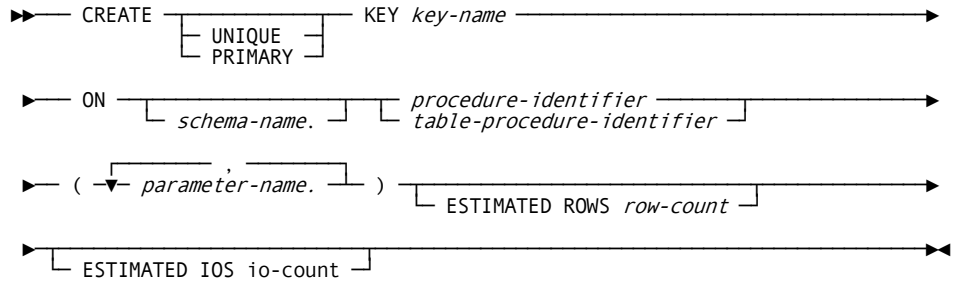 CREATE UNIQUE PRIMARY KEY key-name
ON schema-name. procedure-identifier table-procedure-identifier
( , parameter-name. ) ESTIMATED ROWS row-count
ESTIMATED IOS io-count